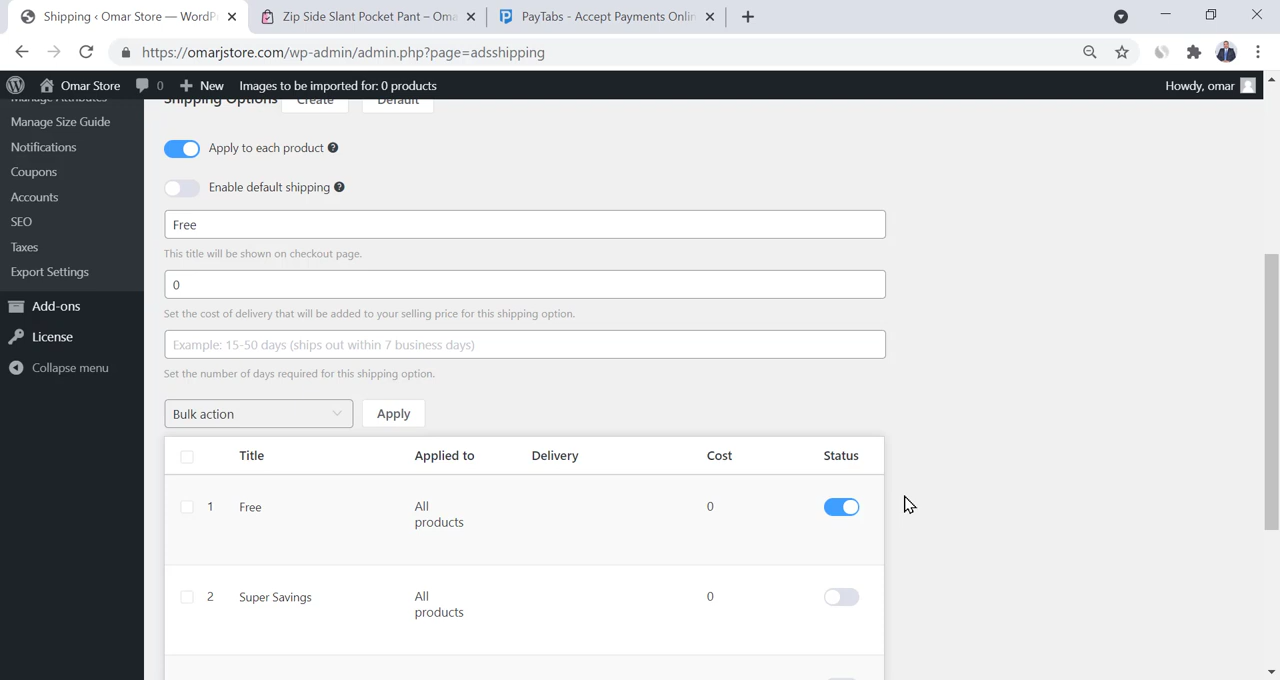 Shipping ‹ Omar Store — WordP
Zip Side Slant Pocket Pant – Oma
PayTabs - Accept Payments Onlin
https://omarjstore.com/wp-admin/admin.php?page=adsshipping
Omar Store
0
New
Images to be imported for: 0 products
Howdy, omar
Manage Attributes
Manage Size Guide
Notifications
Coupons
Accounts
SEO
Taxes
Export Settings
Add-ons
License
Collapse menu
Shipping Options
Create
Default
Apply to each product
Enable default shipping
Free
This title will be shown on checkout page.
0
Set the cost of delivery that will be added to your selling price for this shipping option.
Example: 15-50 days (ships out within 7 business days)
Set the number of days required for this shipping option.
Bulk action
Apply
Title Applied to Delivery Cost Status
1 Free All products 0
2 Super Savings All products 0